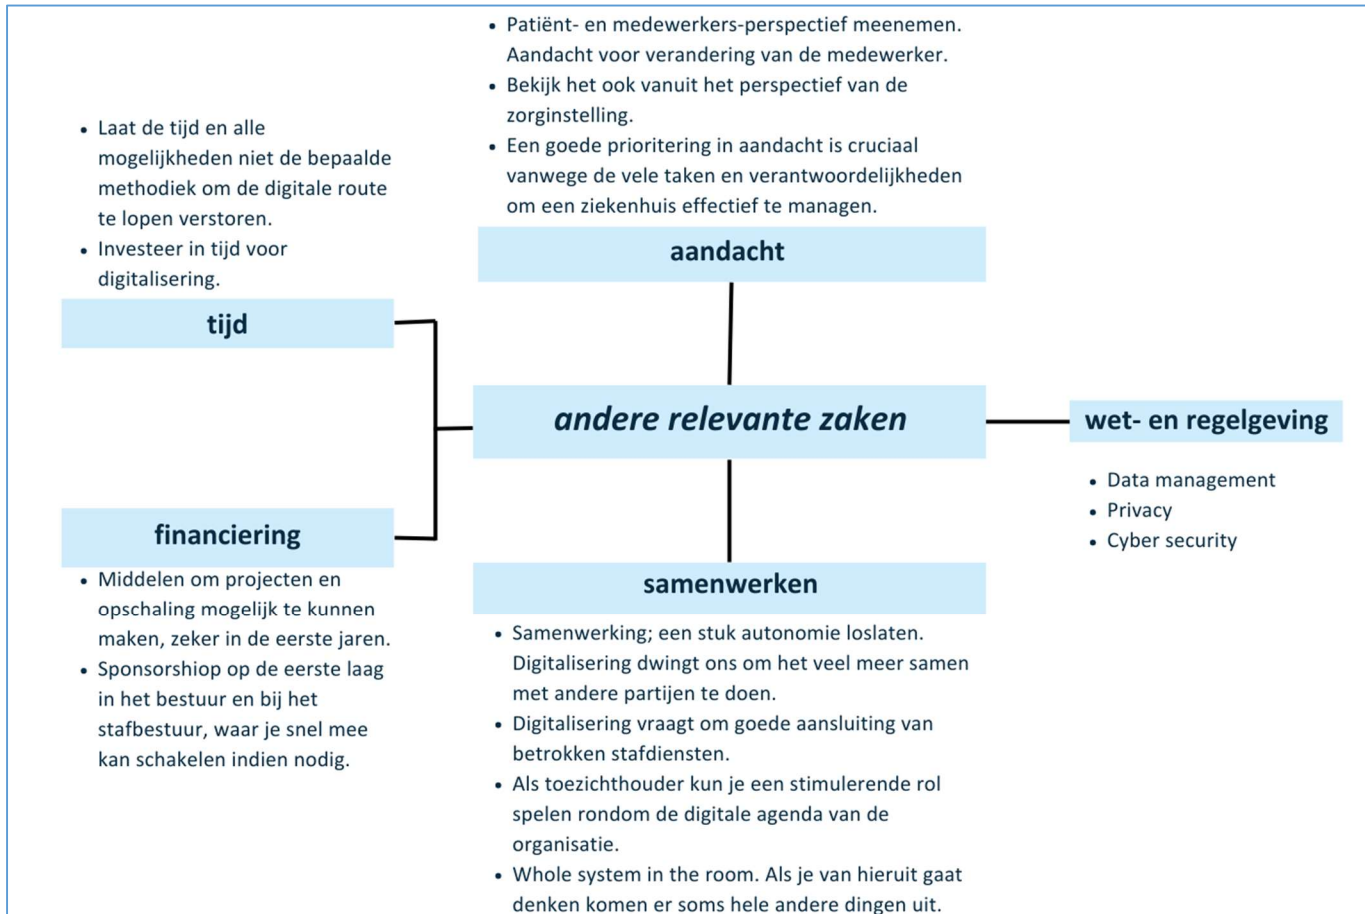 • Patiënt- en medewerkers-perspectief meenemen.
Aandacht voor verandering van de medewerker.
• Bekijk het ook vanuit het perspectief van de
zorginstelling.
• Een goede prioritering in aandacht is cruciaal
vanwege de vele taken en verantwoordelijkheden
om een ziekenhuis effectief te managen.
aandacht
• Laat de tijd en alle
mogelijkheden niet de bepaalde
methodiek om de digitale route
te lopen verstoren.
• Investeer in tijd voor
digitalisering.
tijd
andere relevante zaken
wet- en regelgeving
• Data management
• Privacy
• Cyber security
financiering
• Middelen om projecten en
opschaling mogelijk te kunnen
maken, zeker in de eerste jaren.
• Sponsorshiop op de eerste laag
in het bestuur en bij het
stafbestuur, waar je snel mee
kan schakelen indien nodig.
samenwerken
• Samenwerking; een stuk autonomie loslaten.
Digitalisering dwingt ons om het veel meer samen
met andere partijen te doen.
• Digitalisering vraagt om goede aansluiting van
betrokken stafdiensten.
• Als toezichthouder kun je een stimulerende rol
spelen rondom de digitale agenda van de
organisatie.
• Whole system in the room. Als je van hieruit gaat
denken komen er soms hele andere dingen uit.